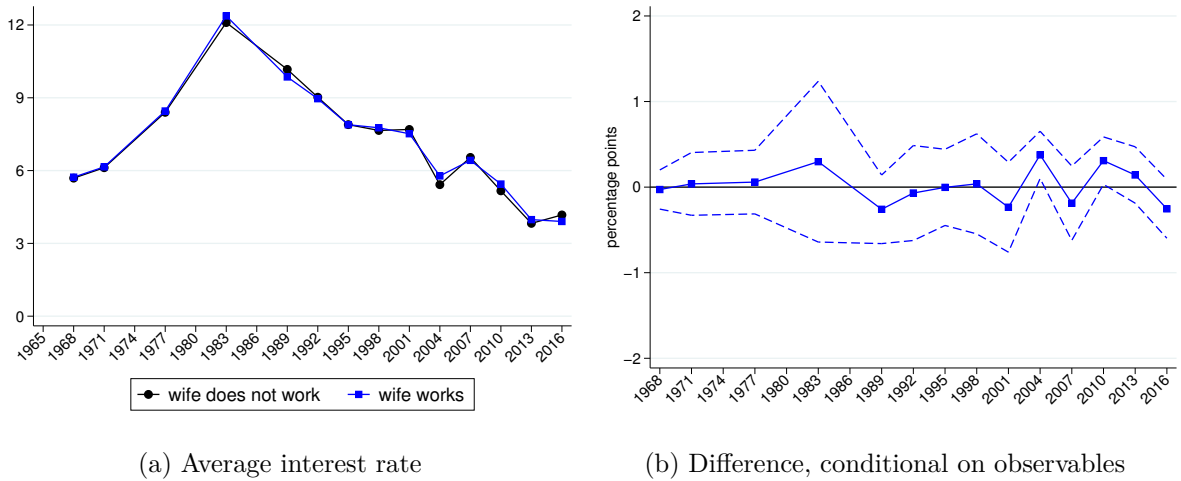 12
9
6
3
0
1965 1968 1971 1974 1977 1980 1983 1986 1989 1992 1995 1998 2001 2004 2007 2010 2013 2016
wife does not work wife works
(a) Average interest rate
percentage points
2
1
0
−1
−2
1968 1971 1974 1977 1980 1983 1986 1989 1992 1995 1998 2001 2004 2007 2010 2013 2016
(b) Difference, conditional on observables